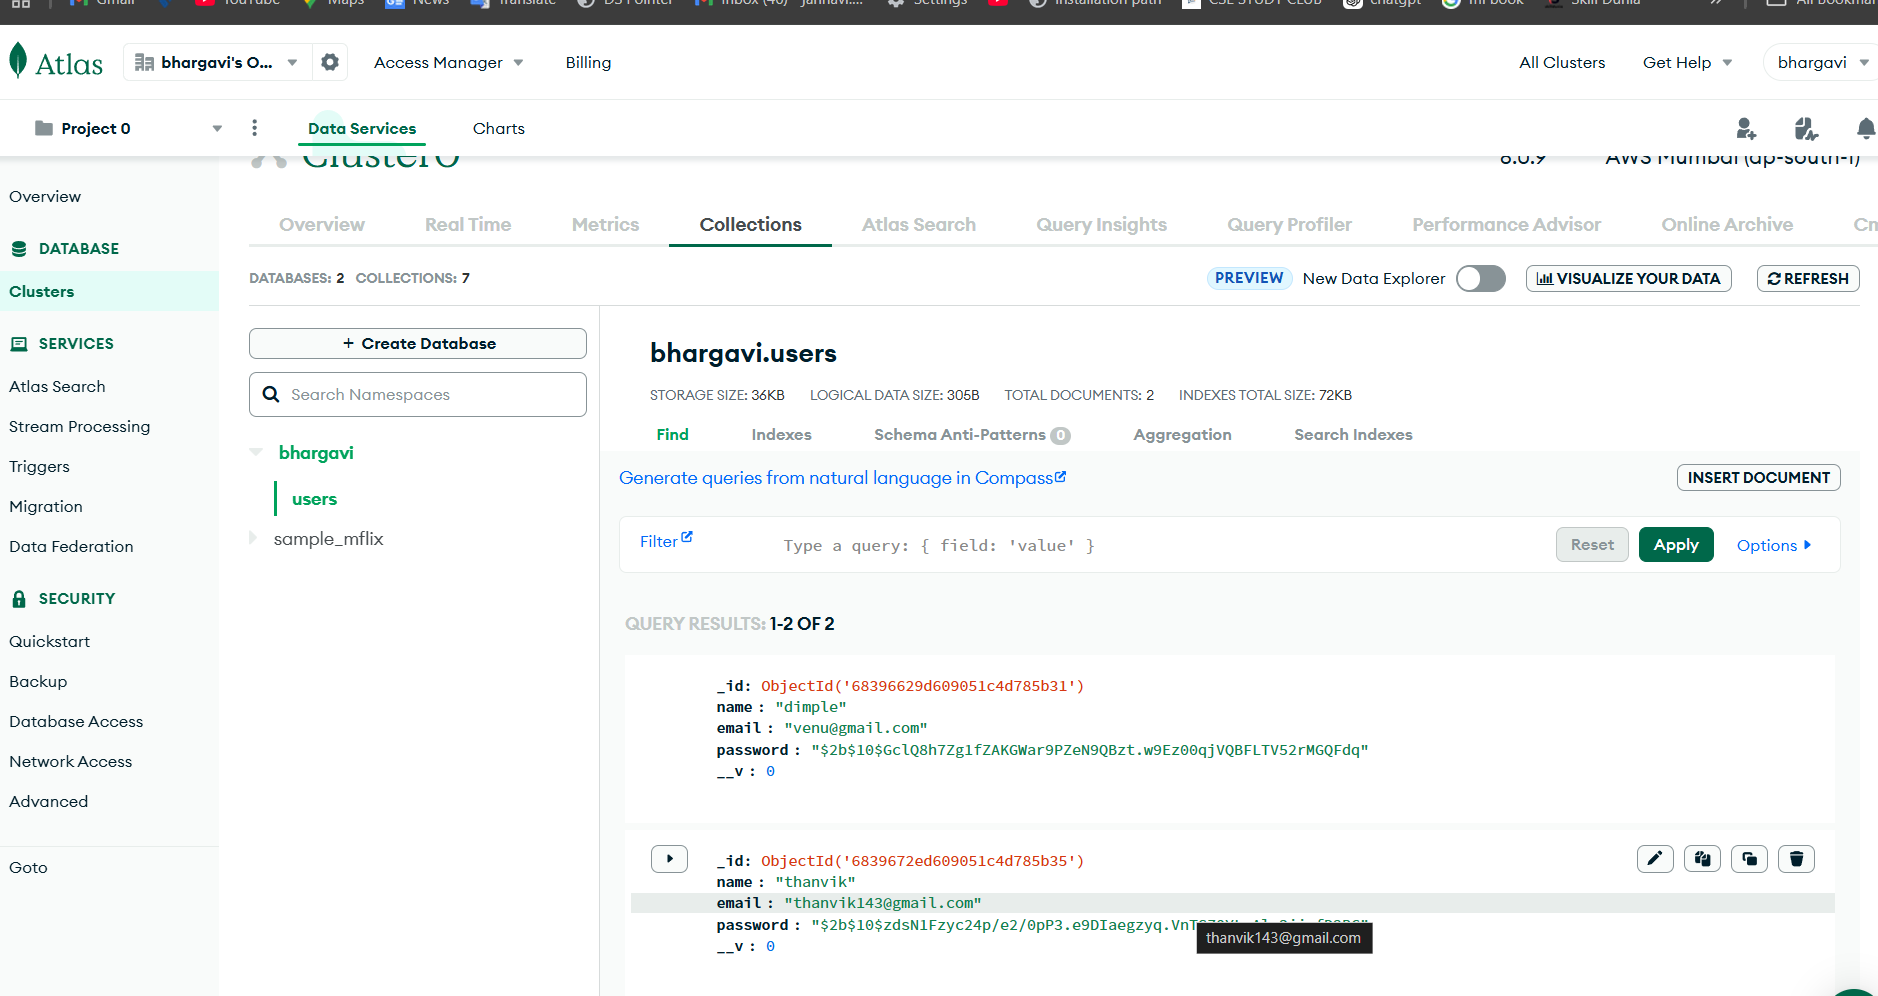 Gmail YouTube Maps News Translate DS Pointer Inbox (40) Settings Installation path CSE STUDY CLUB chatgpt Skill Dunia
Atlas bhargavi's O... Access Manager Billing All Clusters Get Help bhargavi
Project 0 Data Services Charts
Cluster0 8.0.9 AWS Mumbai (ap-south-1)
Overview
DATABASE
Clusters
SERVICES
Atlas Search
Stream Processing
Triggers
Migration
Data Federation
SECURITY
Quickstart
Backup
Database Access
Network Access
Advanced
Goto
Overview Real Time Metrics Collections Atlas Search Query Insights Query Profiler Performance Advisor Online Archive Cm
DATABASES: 2 COLLECTIONS: 7 PREVIEW New Data Explorer VISUALIZE YOUR DATA REFRESH
+ Create Database
Search Namespaces
bhargavi
users
sample_mflix
bhargavi.users
STORAGE SIZE: 36KB LOGICAL DATA SIZE: 305B TOTAL DOCUMENTS: 2 INDEXES TOTAL SIZE: 72KB
Find Indexes Schema Anti-Patterns 0 Aggregation Search Indexes
Generate queries from natural language in Compass INSERT DOCUMENT
Filter Type a query: { field: 'value' } Reset Apply Options
QUERY RESULTS: 1-2 OF 2
_id: ObjectId('68396629d609051c4d785b31')
name : "dimple"
email : "venu@gmail.com"
password : "$2b$10$GclQ8h7Zg1fZAKGWar9PZeN9QBzt.w9Ez00qjVQBFLTV52rMGQFdq"
__v : 0
_id: ObjectId('6839672ed609051c4d785b35')
name : "thanvik"
email : "thanvik143@gmail.com"
password : "$2b$10$zdsN1Fzyc24p/e2/0pP3.e9DIaegzyq.VnT
thanvik143@gmail.com
__v : 0